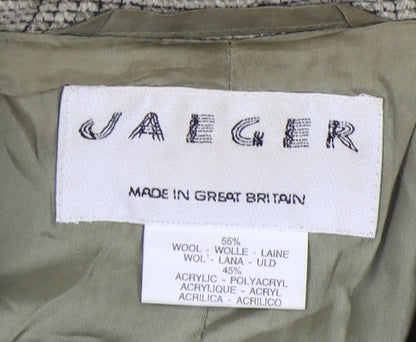 JAEGER
MADE IN GREAT BRITAIN
55%
WOOL - WOLLE - LAINE
WOL - LANA - ULD
45%
ACRYLIC - POLYACRYL
ACRYLIQUE - ACRYL
ACRILICA - ACRILICO